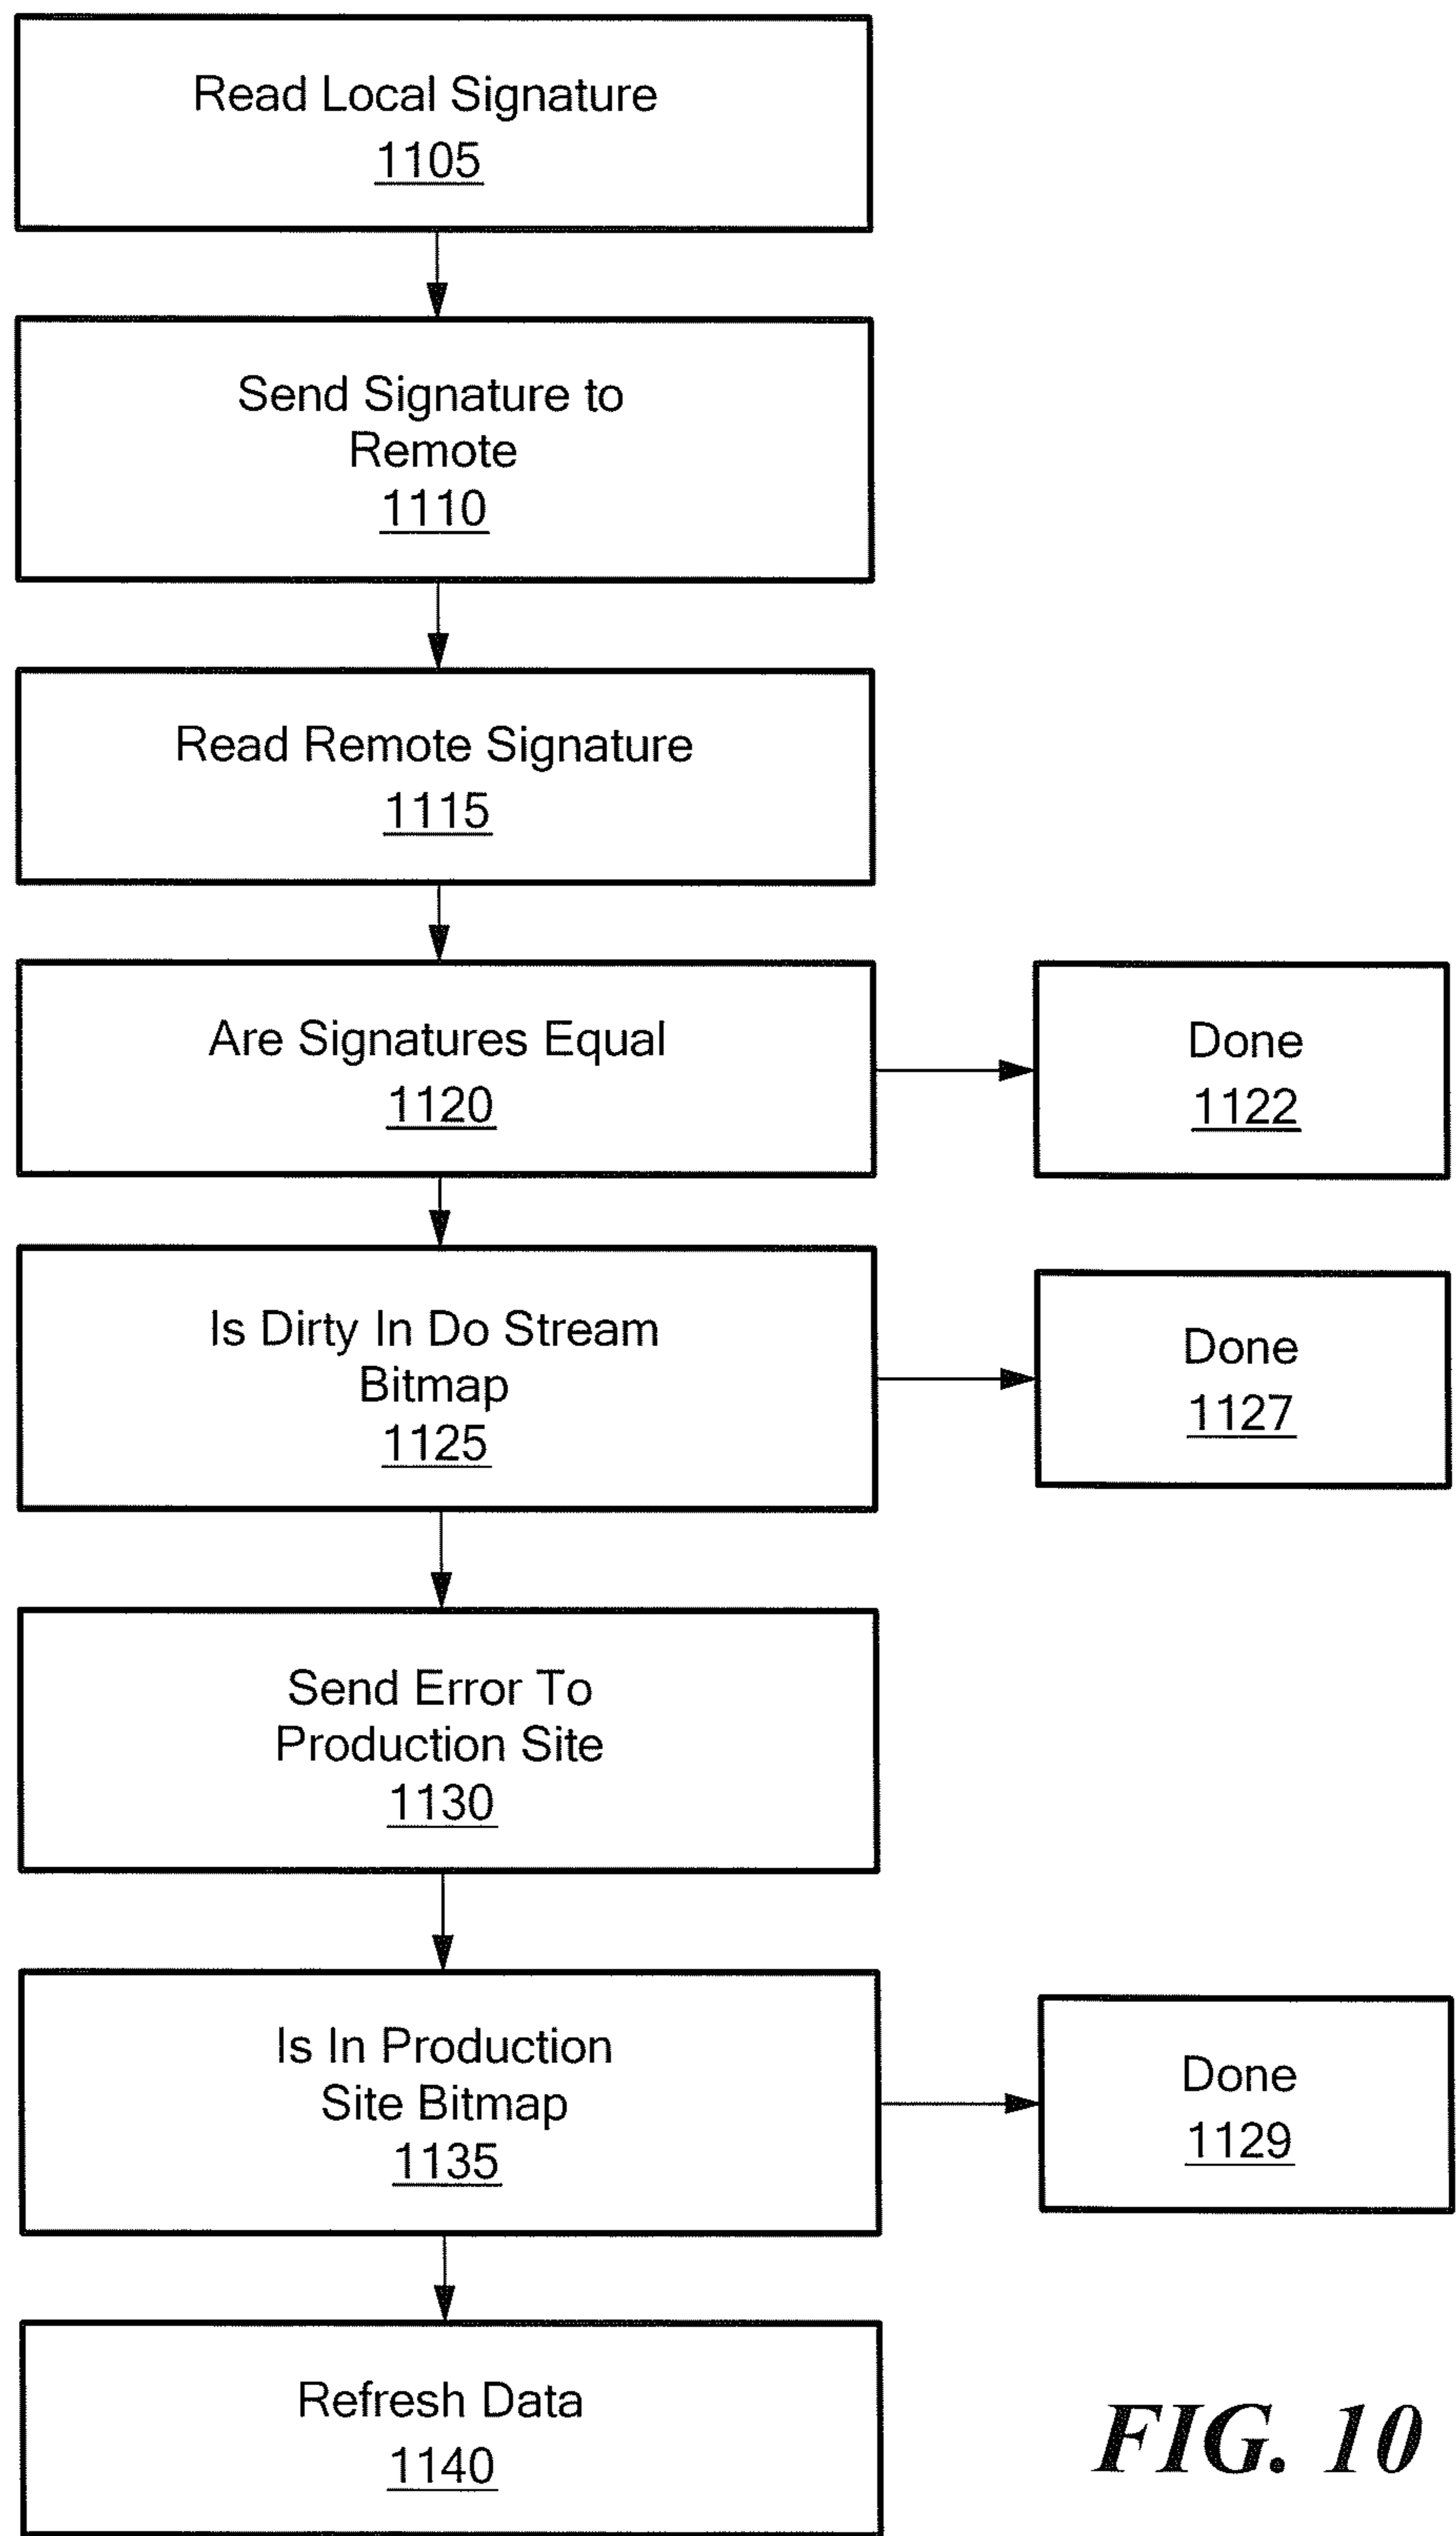 Read Local Signature
1105
Send Signature to
Remote
1110
Read Remote Signature
1115
Are Signatures Equal
1120
Done
1122
Is Dirty In Do Stream
Bitmap
1125
Done
1127
Send Error To
Production Site
1130
Is In Production
Site Bitmap
1135
Done
1129
Refresh Data
1140
FIG. 10